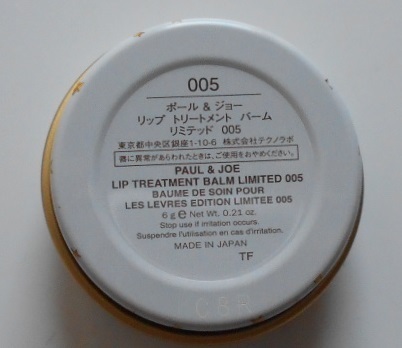 005
ポール & ジョー
リップ トリートメント バーム
リミテッド 005
東京都中央区銀座1-10-6 株式会社テクノラボ
器に異常があらわれたときは、ご使用をおやめください。
PAUL & JOE
LIP TREATMENT BALM LIMITED 005
BAUME DE SOIN POUR
LES LEVRES EDITION LIMITEE 005
6 g ℮ Net Wt. 0.21 oz.
Stop use if irritation occurs.
Suspendre l'utilisation en cas d'irritation.
MADE IN JAPAN
TF